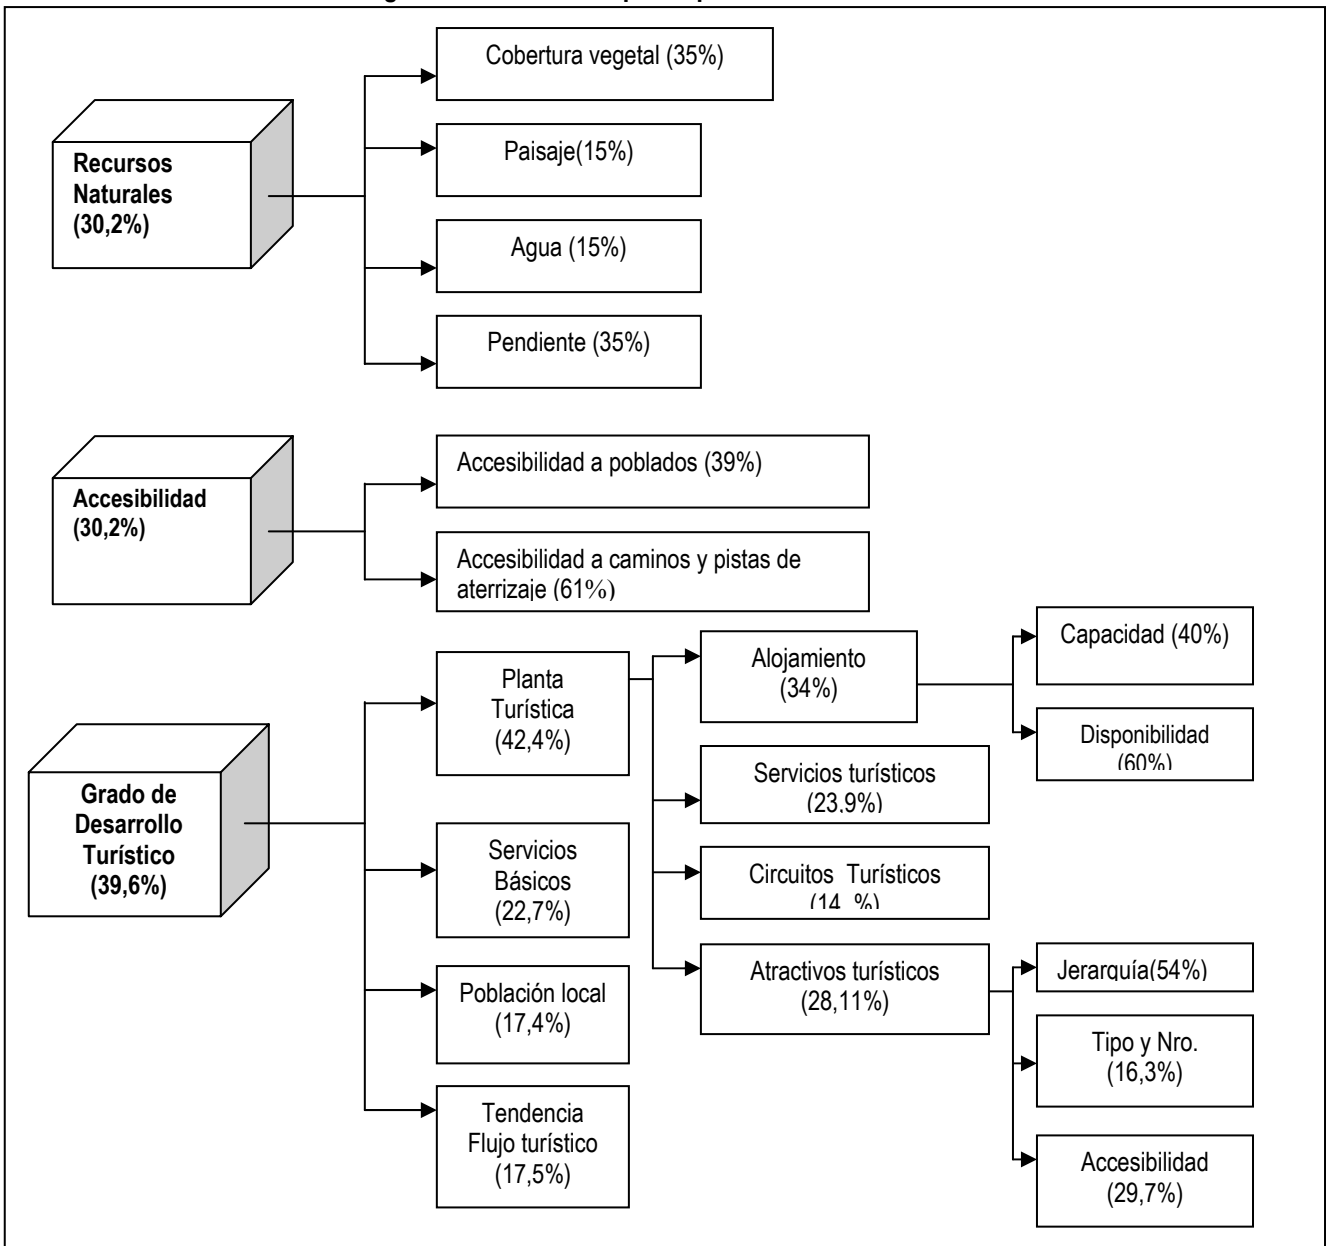 Recursos
Naturales
(30,2%)
Cobertura vegetal (35%)
Paisaje(15%)
Agua (15%)
Pendiente (35%)
Accesibilidad
(30,2%)
Accesibilidad a poblados (39%)
Accesibilidad a caminos y pistas de
aterrizaje (61%)
Grado de
Desarrollo
Turístico
(39,6%)
Planta
Turística
(42,4%)
Servicios
Básicos
(22,7%)
Población local
(17,4%)
Tendencia
Flujo turístico
(17,5%)
Alojamiento
(34%)
Servicios turísticos
(23,9%)
Circuitos Turísticos
(14 %)
Atractivos turísticos
(28,11%)
Capacidad (40%)
Disponibilidad
(60%)
Jerarquía(54%)
Tipo y Nro.
(16,3%)
Accesibilidad
(29,7%)